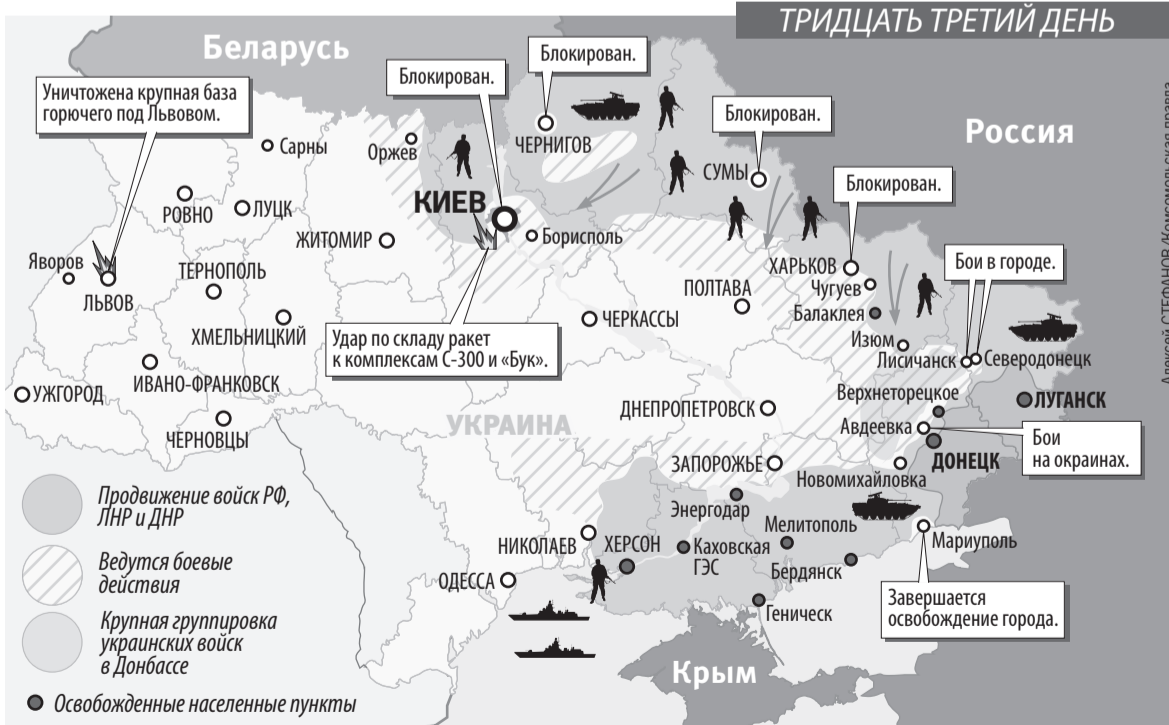 ТРИДЦАТЬ ТРЕТИЙ ДЕНЬ
Беларусь
Россия
Уничтожена крупная база
горючего под Львовом.
Блокирован.
Блокирован.
Блокирован.
Блокирован.
Бои в городе.
Сарны
Оржев
ЧЕРНИГОВ
СУМЫ
РОВНО
ЛУЦК
КИЕВ
Борисполь
ЖИТОМИР
Яворов
ЛЬВОВ
ТЕРНОПОЛЬ
ХМЕЛЬНИЦКИЙ
ПОЛТАВА
ХАРЬКОВ
Чугуев
Балаклея
Изюм
Лисичанск
Северодонецк
ЧЕРКАССЫ
Удар по складу ракет
к комплексам С-300 и «Бук».
УЖГОРОД
ИВАНО-ФРАНКОВСК
ЧЕРНОВЦЫ
УКРАИНА
ДНЕПРОПЕТРОВСК
Верхнеторецкое
ЛУГАНСК
Авдеевка
ДОНЕЦК
Бои
на окраинах.
ЗАПОРОЖЬЕ
Новомихайловка
Энергодар
Мелитополь
Мариуполь
НИКОЛАЕВ
ХЕРСОН
Каховская
ГЭС
Бердянск
ОДЕССА
Геническ
Завершается
освобождение города.
Крым
Продвижение войск РФ,
ЛНР и ДНР
Ведутся боевые
действия
Крупная группировка
украинских войск
в Донбассе
Освобожденные населенные пункты
Алексей СТЕФАНОВ/Комсомольская правда